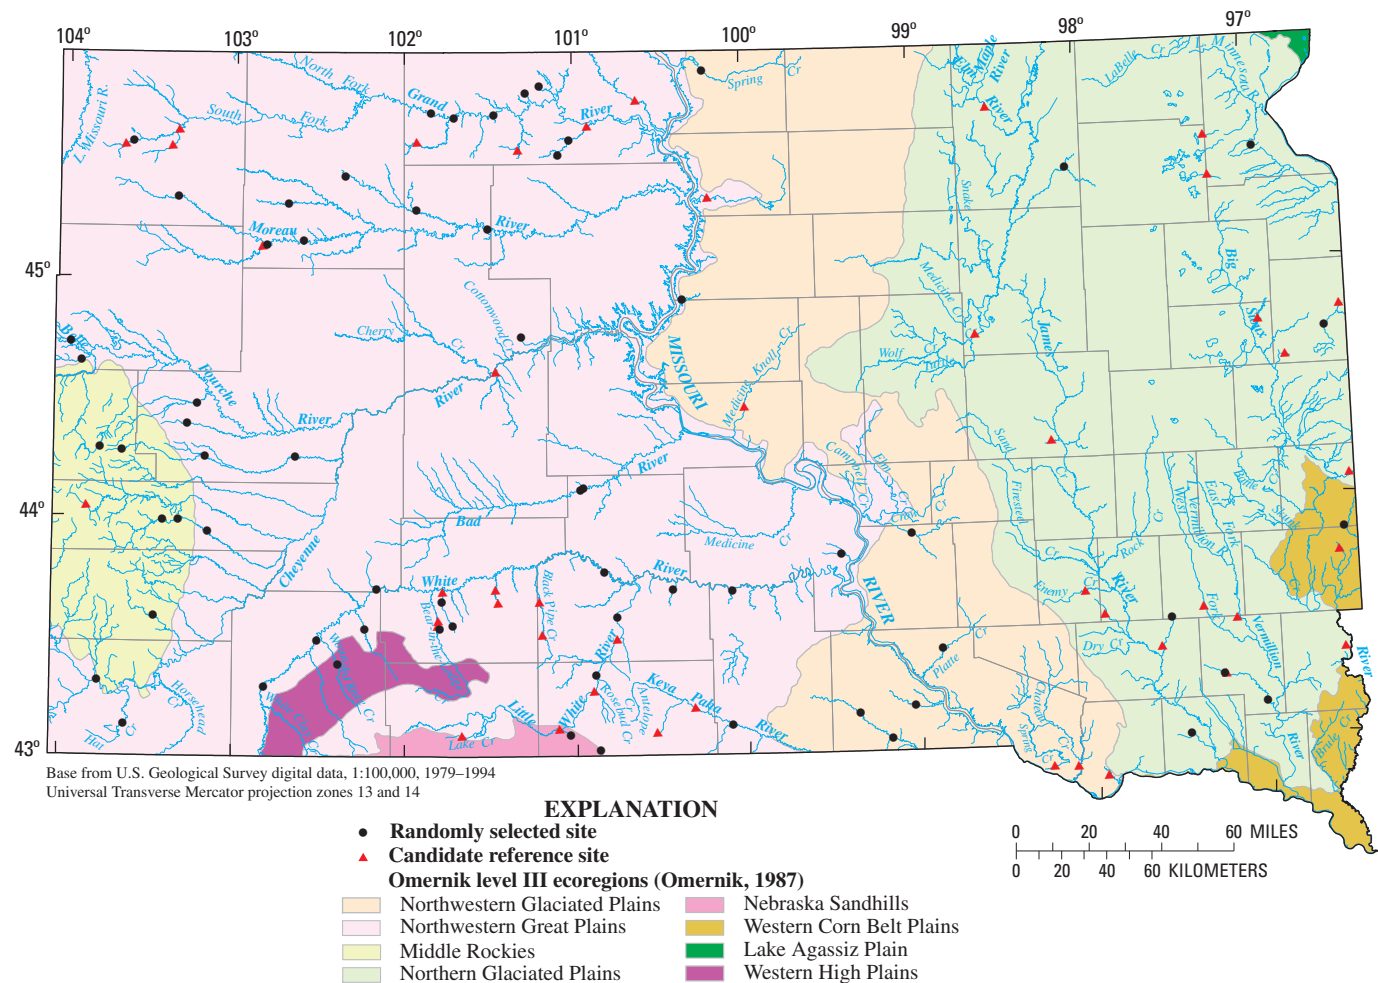 104° 103° 102° 101° 100° 99° 98° 97°
45°
44°
43°
L. Missouri R.
North Fork
Grand
River
South Fork
Spring Cr
Elm
Maple
River
River
LaBelle Cr
Minnesota R
Moreau
River
Snake
Big
Sioux
Cottonwood Cr
Cherry Cr
Medicine Cr
Wolf Cr
Turtle
James
River
Belle
Fourche
River
River
MISSOURI
RIVER
Medicine Knoll Cr
Cheyenne
Bad
River
Medicine Cr
Campbell Cr
Elm Cr
Crow Cr
Sand
Firesteel
Cr
Enemy Cr
Rock Cr
West
Vermillion R
East
Fork
Battle
Skunk
White
River
Black Pipe Cr
Bear in the Lodge Cr
Cr
White Clay Cr
Little
White
River
Lake Cr
Rosebud Cr
Antelope Cr
Keya
Paha
River
Platte Cr
Choteau Cr
Spring Cr
Dry Cr
Fork
Vermillion
River
Brule
River
Horsehead Cr
Hat Cr
Base from U.S. Geological Survey digital data, 1:100,000, 1979–1994
Universal Transverse Mercator projection zones 13 and 14
EXPLANATION
Randomly selected site
Candidate reference site
Omernik level III ecoregions (Omernik, 1987)
Northwestern Glaciated Plains
Northwestern Great Plains
Middle Rockies
Northern Glaciated Plains
Nebraska Sandhills
Western Corn Belt Plains
Lake Agassiz Plain
Western High Plains
0 20 40 60 MILES
0 20 40 60 KILOMETERS